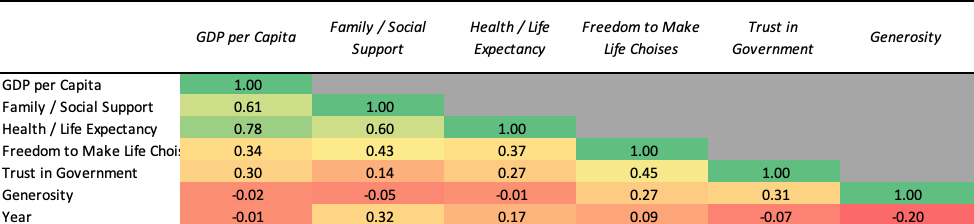 GDP per Capita Family / Social Support Health / Life Expectancy Freedom to Make Life Choises Trust in Government Generosity
GDP per Capita 1.00
Family / Social Support 0.61 1.00
Health / Life Expectancy 0.78 0.60 1.00
Freedom to Make Life Chois 0.34 0.43 0.37 1.00
Trust in Government 0.30 0.14 0.27 0.45 1.00
Generosity -0.02 -0.05 -0.01 0.27 0.31 1.00
Year -0.01 0.32 0.17 0.09 -0.07 -0.20